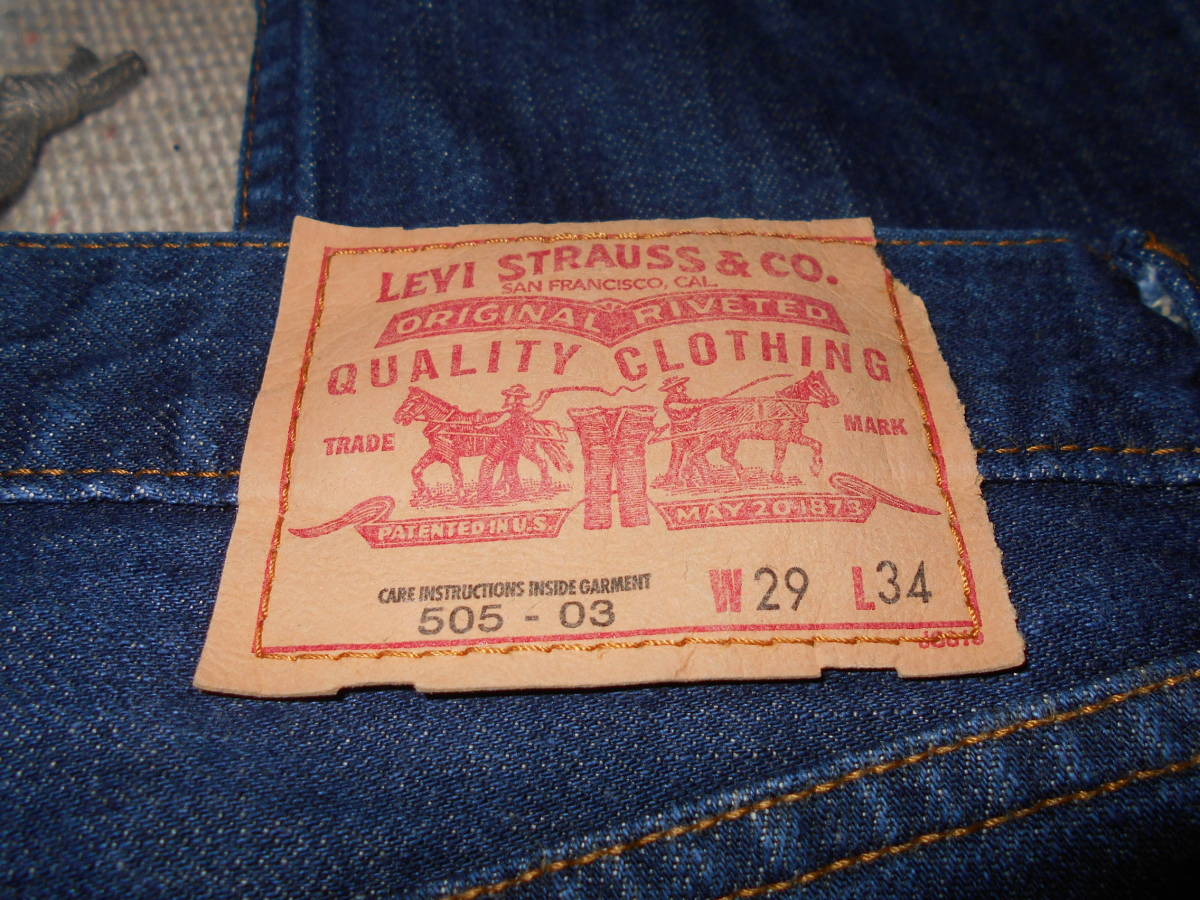 LEVI STRAUSS & CO.
SAN FRANCISCO, CAL.
ORIGINAL RIVETED
QUALITY CLOTHING
TRADE MARK
PATENTED IN U.S. MAY 20 1873
CARE INSTRUCTIONS INSIDE GARMENT
505 - 03 W 29 L 34